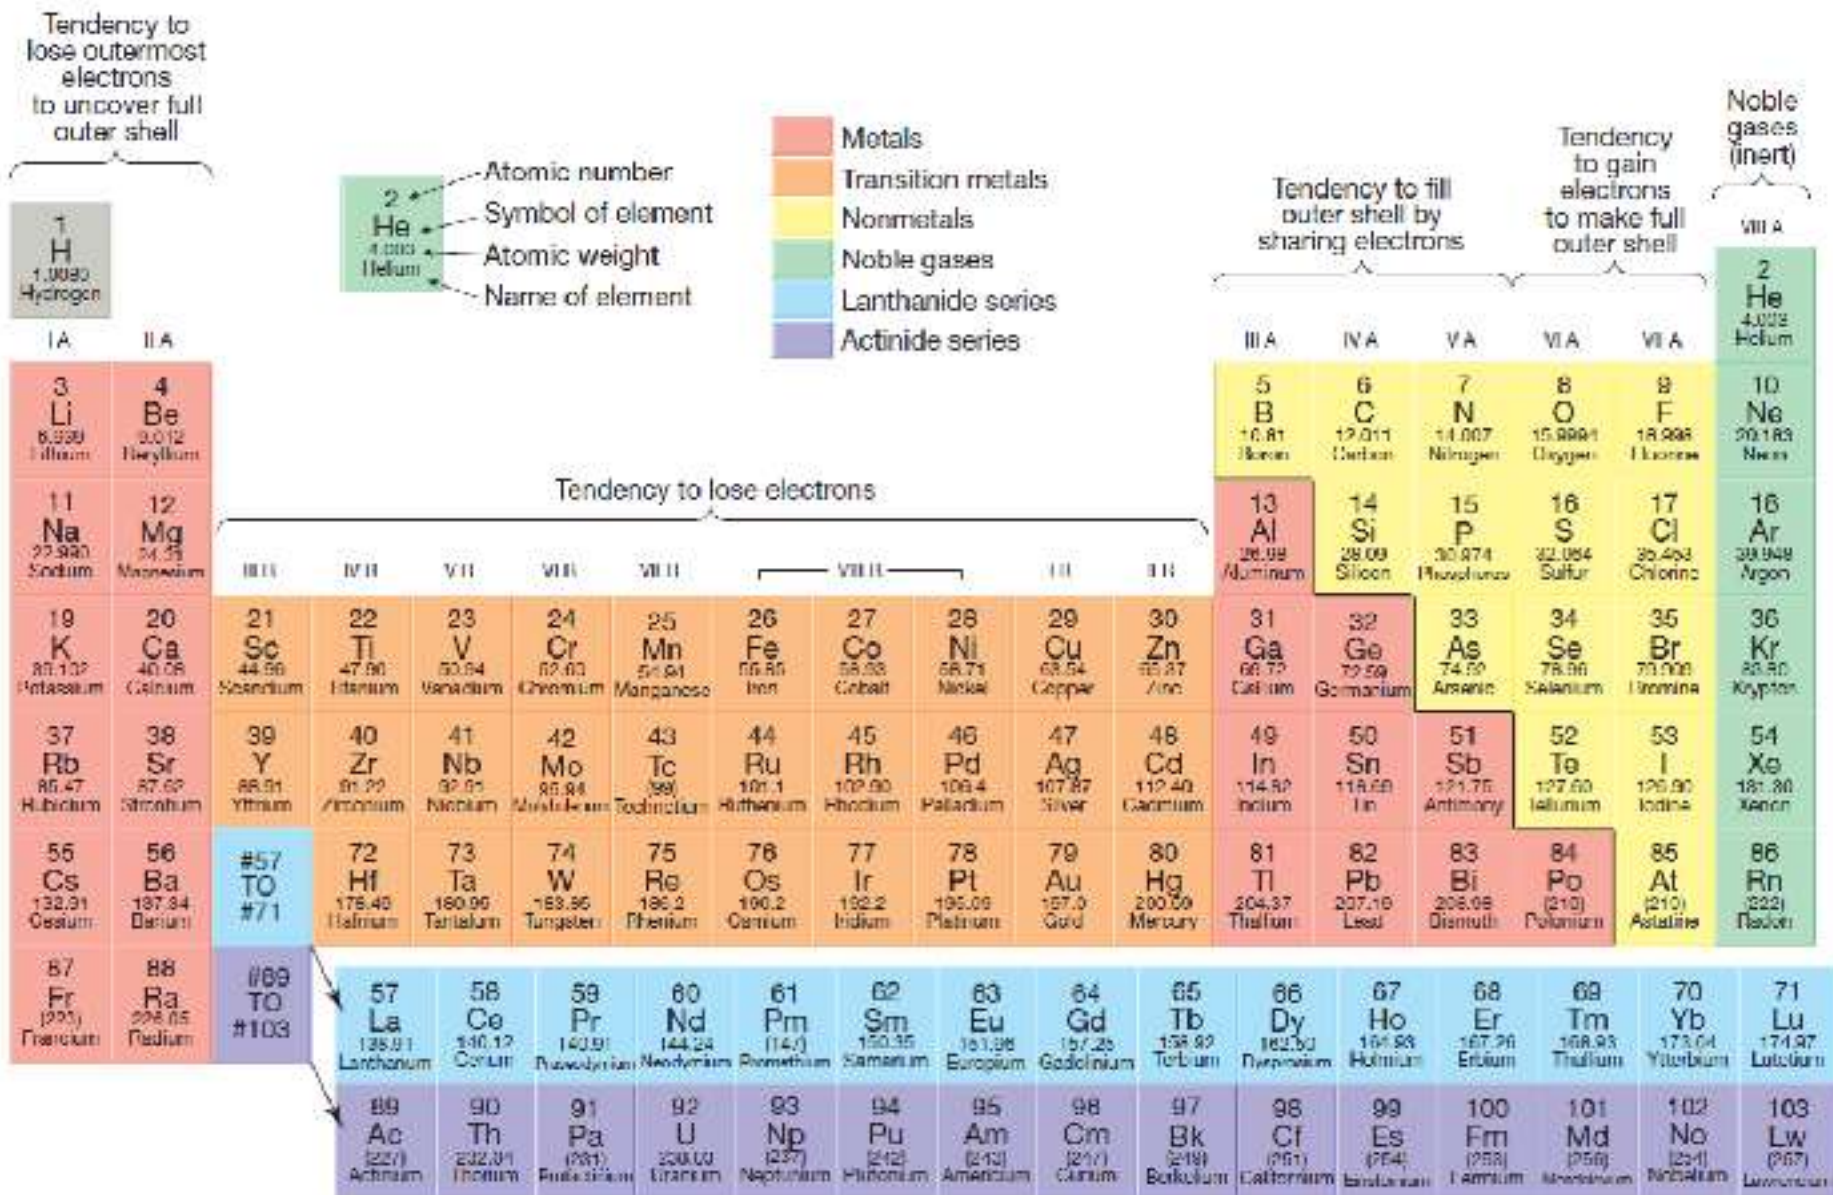 Tendency to
lose outermost
electrons
to uncover full
outer shell
2
He
4.003
Helium
Atomic number
Symbol of element
Atomic weight
Name of element
Metals
Transition metals
Nonmetals
Noble gases
Lanthanide series
Actinide series
Tendency to fill
outer shell by
sharing electrons
Tendency
to gain
electrons
to make full
outer shell
Noble
gases
(inert)
VIII A
1
H
1.0080
Hydrogen
2
He
4.003
Helium
I A II A III A IV A V A VI A VII A
3 4 5 6 7 8 9 10
Li Be B C N O F Ne
6.939 9.012 10.81 12.011 14.007 15.9994 18.998 20.183
Lithium Beryllium Boron Carbon Nitrogen Oxygen Fluorine Neon
Tendency to lose electrons
11 12 13 14 15 16 17
Na Mg Al Si P S Cl Ar
22.990 26.98 28.09 30.974 32.064 35.453 39.948
Sodium Magnesium Aluminum Silicon Phosphorus Sulfur Chlorine Argon
III B IV B V B VI B VII B VIII B I B II B
19 20 21 22 23 24 25 26 27 28 29 30 31 32 33 34 35 36
K Ca Sc Ti V Cr Mn Fe Co Ni Cu Zn Ga Ge As Se Br Kr
39.102 40.08 44.96 47.90 50.94 54.94 55.85 58.93 58.71 63.54 72.59 74.92 78.96 79.909 83.80
Potassium Calcium Scandium Titanium Vanadium Chromium Manganese Iron Cobalt Nickel Copper Zinc Germanium Arsenic Selenium Bromine Krypton
37 38 39 40 41 42 43 44 45 46 47 48 49 50 51 52 53 54
Rb Sr Y Zr Nb Mo Tc Ru Rh Pd Ag Cd In Sn Sb Te I Xe
85.47 87.62 88.91 91.22 92.91 95.94 (99) 101.1 102.90 106.4 107.87 112.40 114.82 118.69 121.75 127.60 126.90 131.30
Rubidium Strontium Yttrium Zirconium Niobium Technetium Ruthenium Rhodium Palladium Silver Cadmium Indium Tin Antimony Tellurium Iodine Xenon
55 56 #57 72 73 74 75 76 77 78 79 80 81 82 83 84 85 86
Cs Ba TO Hf Ta W Re Os Ir Pt Au Hg Tl Pb Bi Po At Rn
132.91 137.34 #71 178.49 180.95 183.85 186.2 190.2 192.2 195.09 200.59 204.37 207.19 208.98 (210) (210) (222)
Cesium Barium Hafnium Tantalum Tungsten Rhenium Osmium Iridium Platinum Gold Mercury Thallium Lead Bismuth Polonium Astatine Radon
87 88 #89
Fr Ra TO
(223) 226.05 #103
Francium Radium
57 58 59 60 61 62 63 64 65 66 67 68 69 70 71
La Ce Pr Nd Pm Sm Eu Gd Tb Dy Ho Er Tm Yb Lu
138.91 140.12 140.91 144.24 (147) 150.35 151.96 157.25 158.92 162.50 164.93 167.26 168.93 173.04 174.97
Lanthanum Cerium Praseodymium Neodymium Promethium Samarium Europium Gadolinium Terbium Dysprosium Holmium Erbium Ytterbium Lutetium
89 90 91 92 93 94 95 97 98 99 100 101 102 103
Ac Th Pa U Np Pu Am Cm Bk Cf Es Fm Md No Lw
(227) 232.04 (231) 238.03 (237) (242) (243) (247) (249) (251) (254) (253) (256) (254) (257)
Actinium Thorium Protactinium Uranium Neptunium Plutonium Americium Curium Berkelium Californium Einsteinium Fermium Nobelium Lawrencium